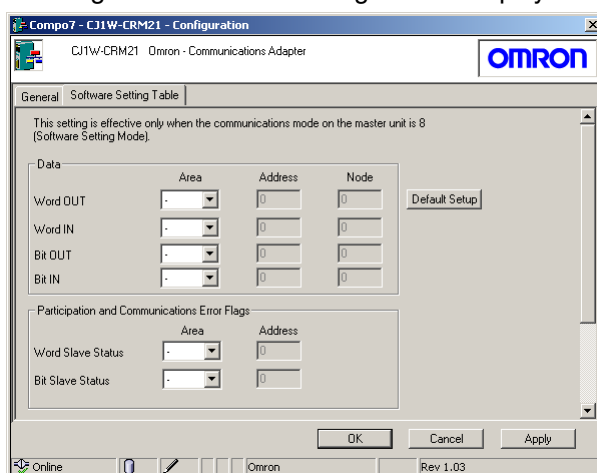 Compo7 - CJ1W-CRM21 - Configuration
CJ1W-CRM21 Omron - Communications Adapter
OMRON
General Software Setting Table
This setting is effective only when the communications mode on the master unit is 8
(Software Setting Mode).
Data
Area Address Node
Word OUT - 0 0 Default Setup
Word IN - 0 0
Bit OUT - 0 0
Bit IN - 0 0
Participation and Communications Error Flags
Area Address
Word Slave Status - 0
Bit Slave Status - 0
OK Cancel Apply
Online Omron Rev 1.03